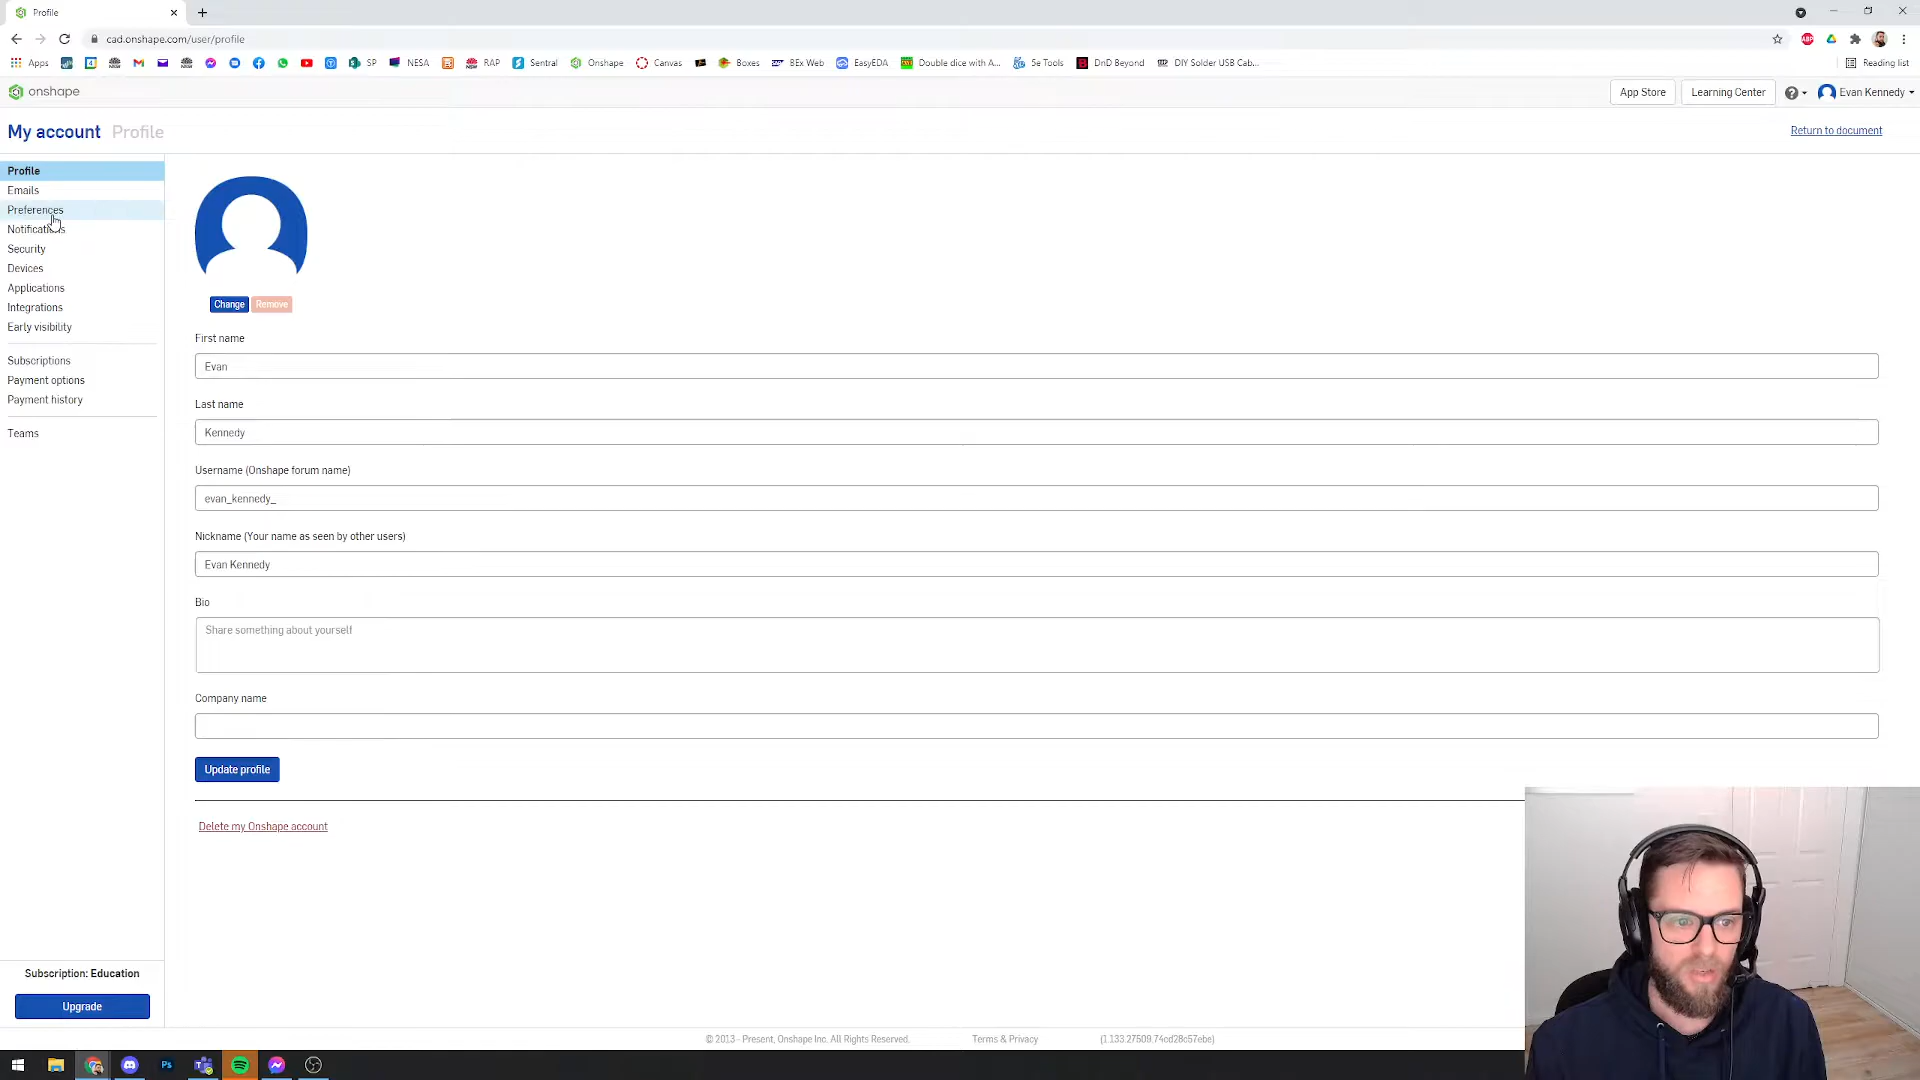 Profile
cad.onshape.com/user/profile
Apps
SP
NESA
RAP
Sentral
Onshape
Canvas
Boxes
BEx Web
EasyEDA
Double dice with A...
5e Tools
DnD Beyond
DIY Solder USB Cab...
Reading list
onshape
App Store
Learning Center
Evan Kennedy
My account Profile
Return to document
Profile
Emails
Preferences
Notifications
Security
Devices
Applications
Integrations
Early visibility
Subscriptions
Payment options
Payment history
Teams
Change
Remove
First name
Evan
Last name
Kennedy
Username (Onshape forum name)
evan_kennedy_
Nickname (Your name as seen by other users)
Evan Kennedy
Bio
Share something about yourself
Company name
Update profile
Delete my Onshape account
Subscription: Education
Upgrade
© 2013 - Present, Onshape Inc. All Rights Reserved.
Terms & Privacy
(1.133.27509.74cd28c57ebe)